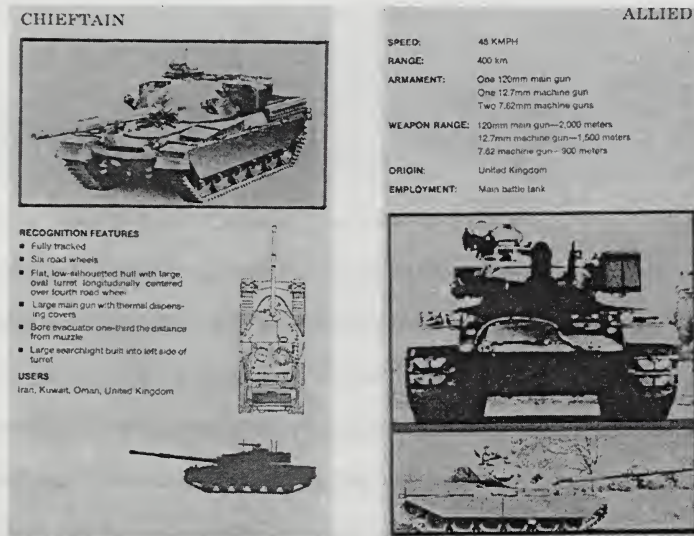 CHIEFTAIN
RECOGNITION FEATURES
■ Fully tracked
■ Six road wheels
■ Flat, low-silhouetted hull with large,
oval turret longitudinally centered
over fourth road wheel
■ Large main gun with thermal dispens-
ing covers
■ Bore evacuator one-third the distance
from muzzle
■ Large searchlight built into left side of
turret
USERS
Iran, Kuwait, Oman, United Kingdom
ALLIED
SPEED: 48 KMPH
RANGE: 400 km
ARMAMENT: One 120mm main gun
One 12.7mm machine gun
Two 7.62mm machine guns
WEAPON RANGE: 120mm main gun—2,000 meters
12.7mm machine gun—1,500 meters
7.62 machine gun—900 meters
ORIGIN: United Kingdom
EMPLOYMENT: Main battle tank